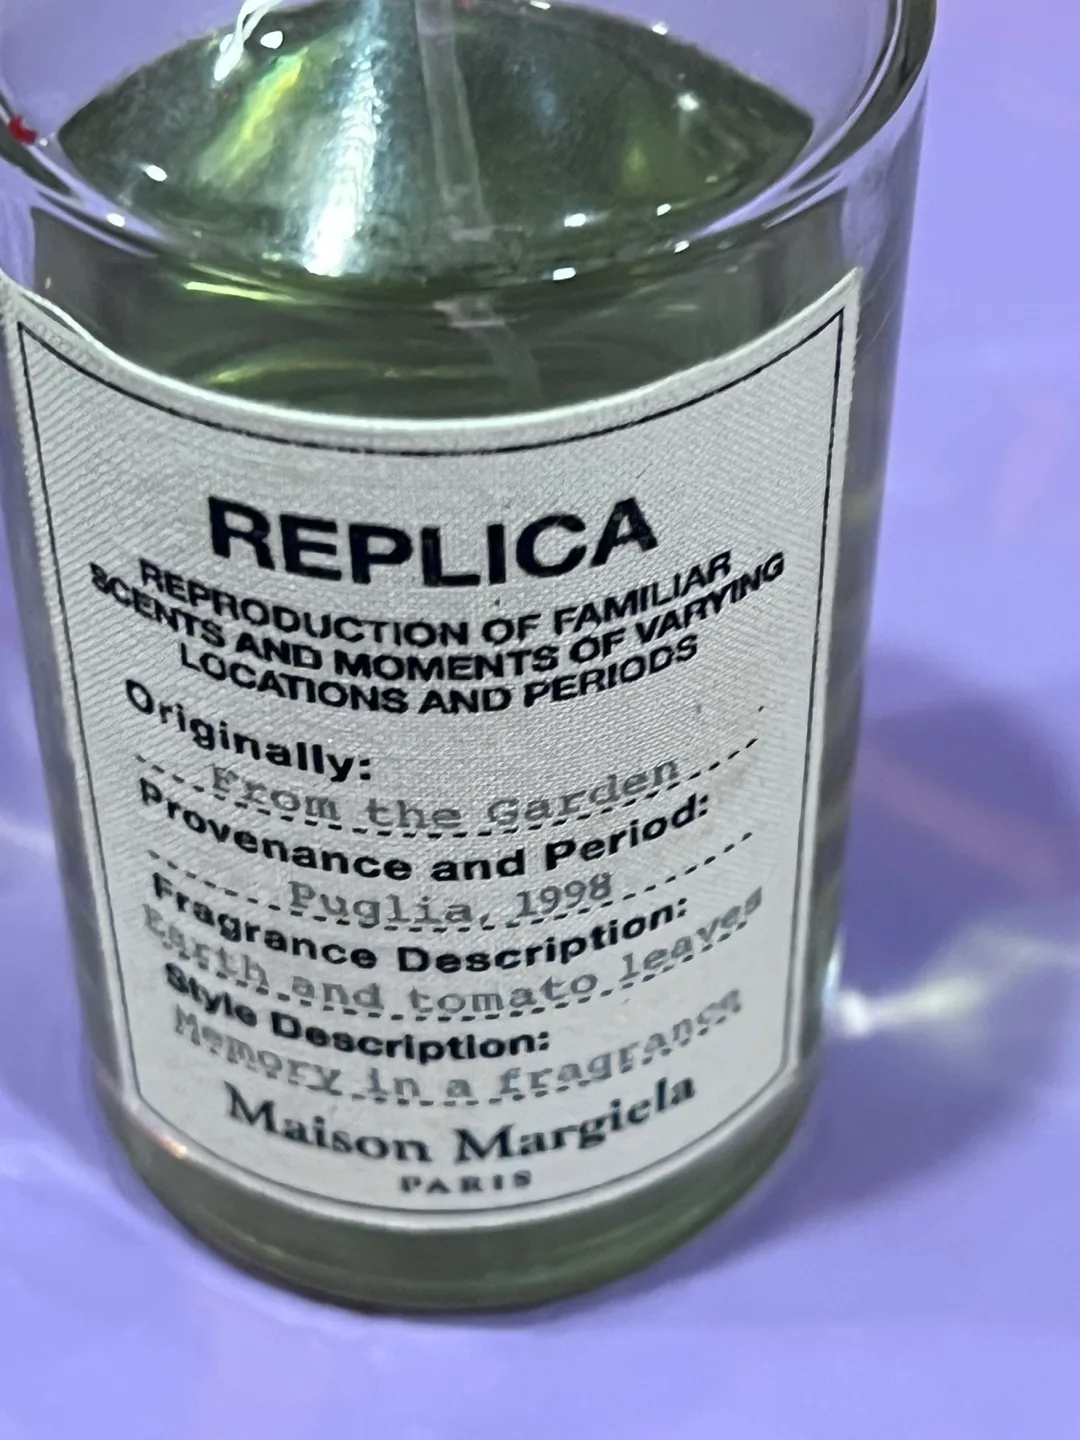 REPLICA
REPRODUCTION OF FAMILIAR
SCENTS AND MOMENTS OF VARYING
LOCATIONS AND PERIODS
Originally:
From the Garden
Provenance and Period:
Puglia, 1998
Fragrance Description:
Earth and tomato leaves
Style Description:
Memory in a fragrance
Maison Margiela
PARIS